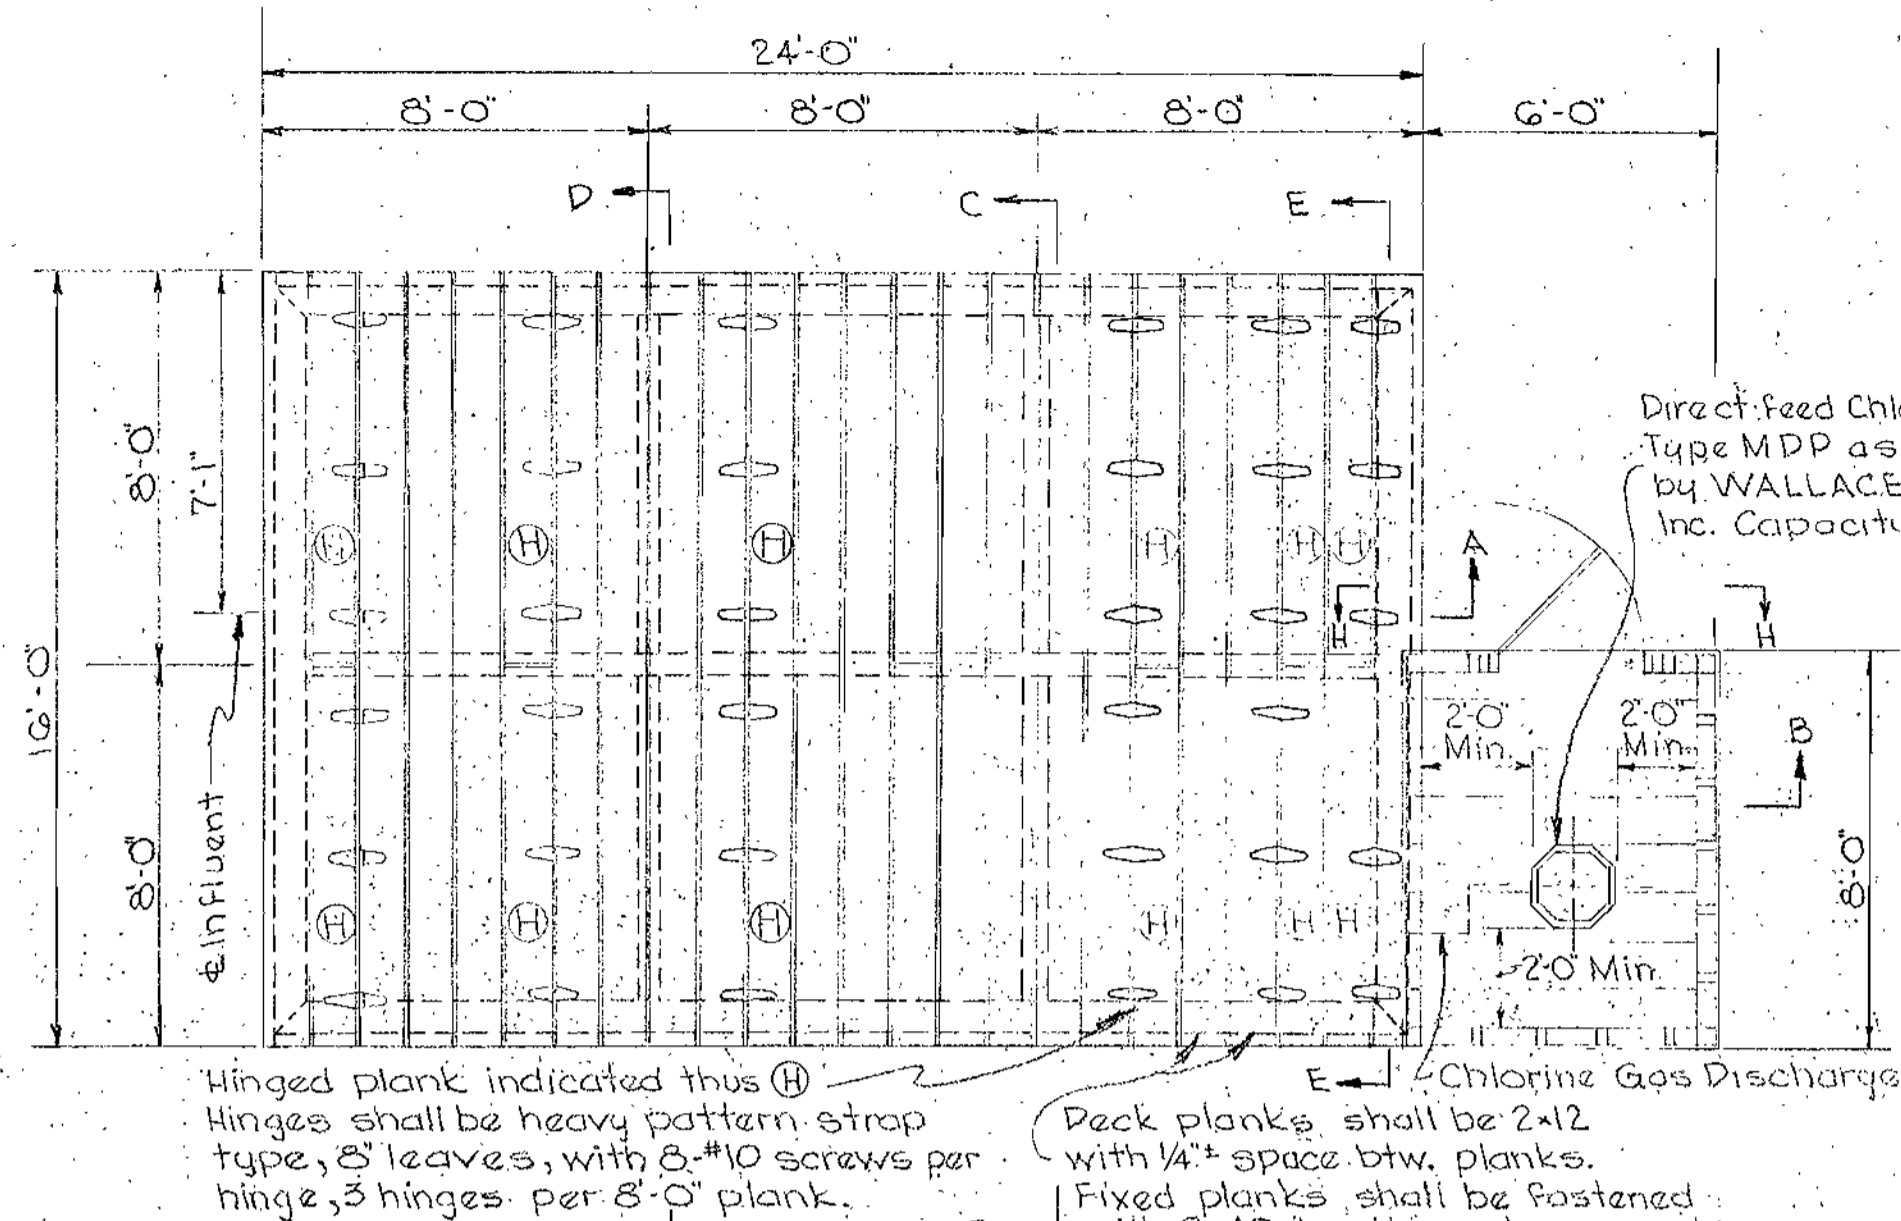 24'-0"
8'-0" 8'-0" 8'-0" 6'-0"
D C E
16'-0"
8'-0"
7'-1"
8'-0"
℄ Influent
H H H H H H
H H H H H H
H A H
B
Direct feed
Type MDP as
by WALLACE
Inc.
2'-0"
Min.
2'-0"
Min.
8'-0"
2'-0" Min.
E
Chlorine Gas Discharge
Hinged plank indicated thus Ⓗ
Hinges shall be heavy pattern strap
type, 8" leaves, with 8-#10 screws per
hinge, 3 hinges per 8'-0" plank.
Deck planks shall be 2x12
with 1/4"± space btw. planks.
Fixed planks shall be fastened